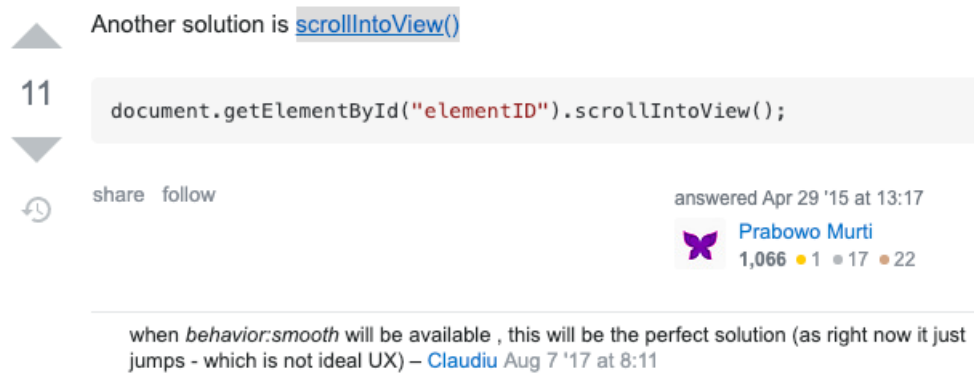 Another solution is scrollIntoView()
11
document.getElementById("elementID").scrollIntoView();
share follow
answered Apr 29 '15 at 13:17
Prabowo Murti
1,066 ●1 ●17 ●22
when behavior:smooth will be available , this will be the perfect solution (as right now it just
jumps - which is not ideal UX) – Claudiu Aug 7 '17 at 8:11